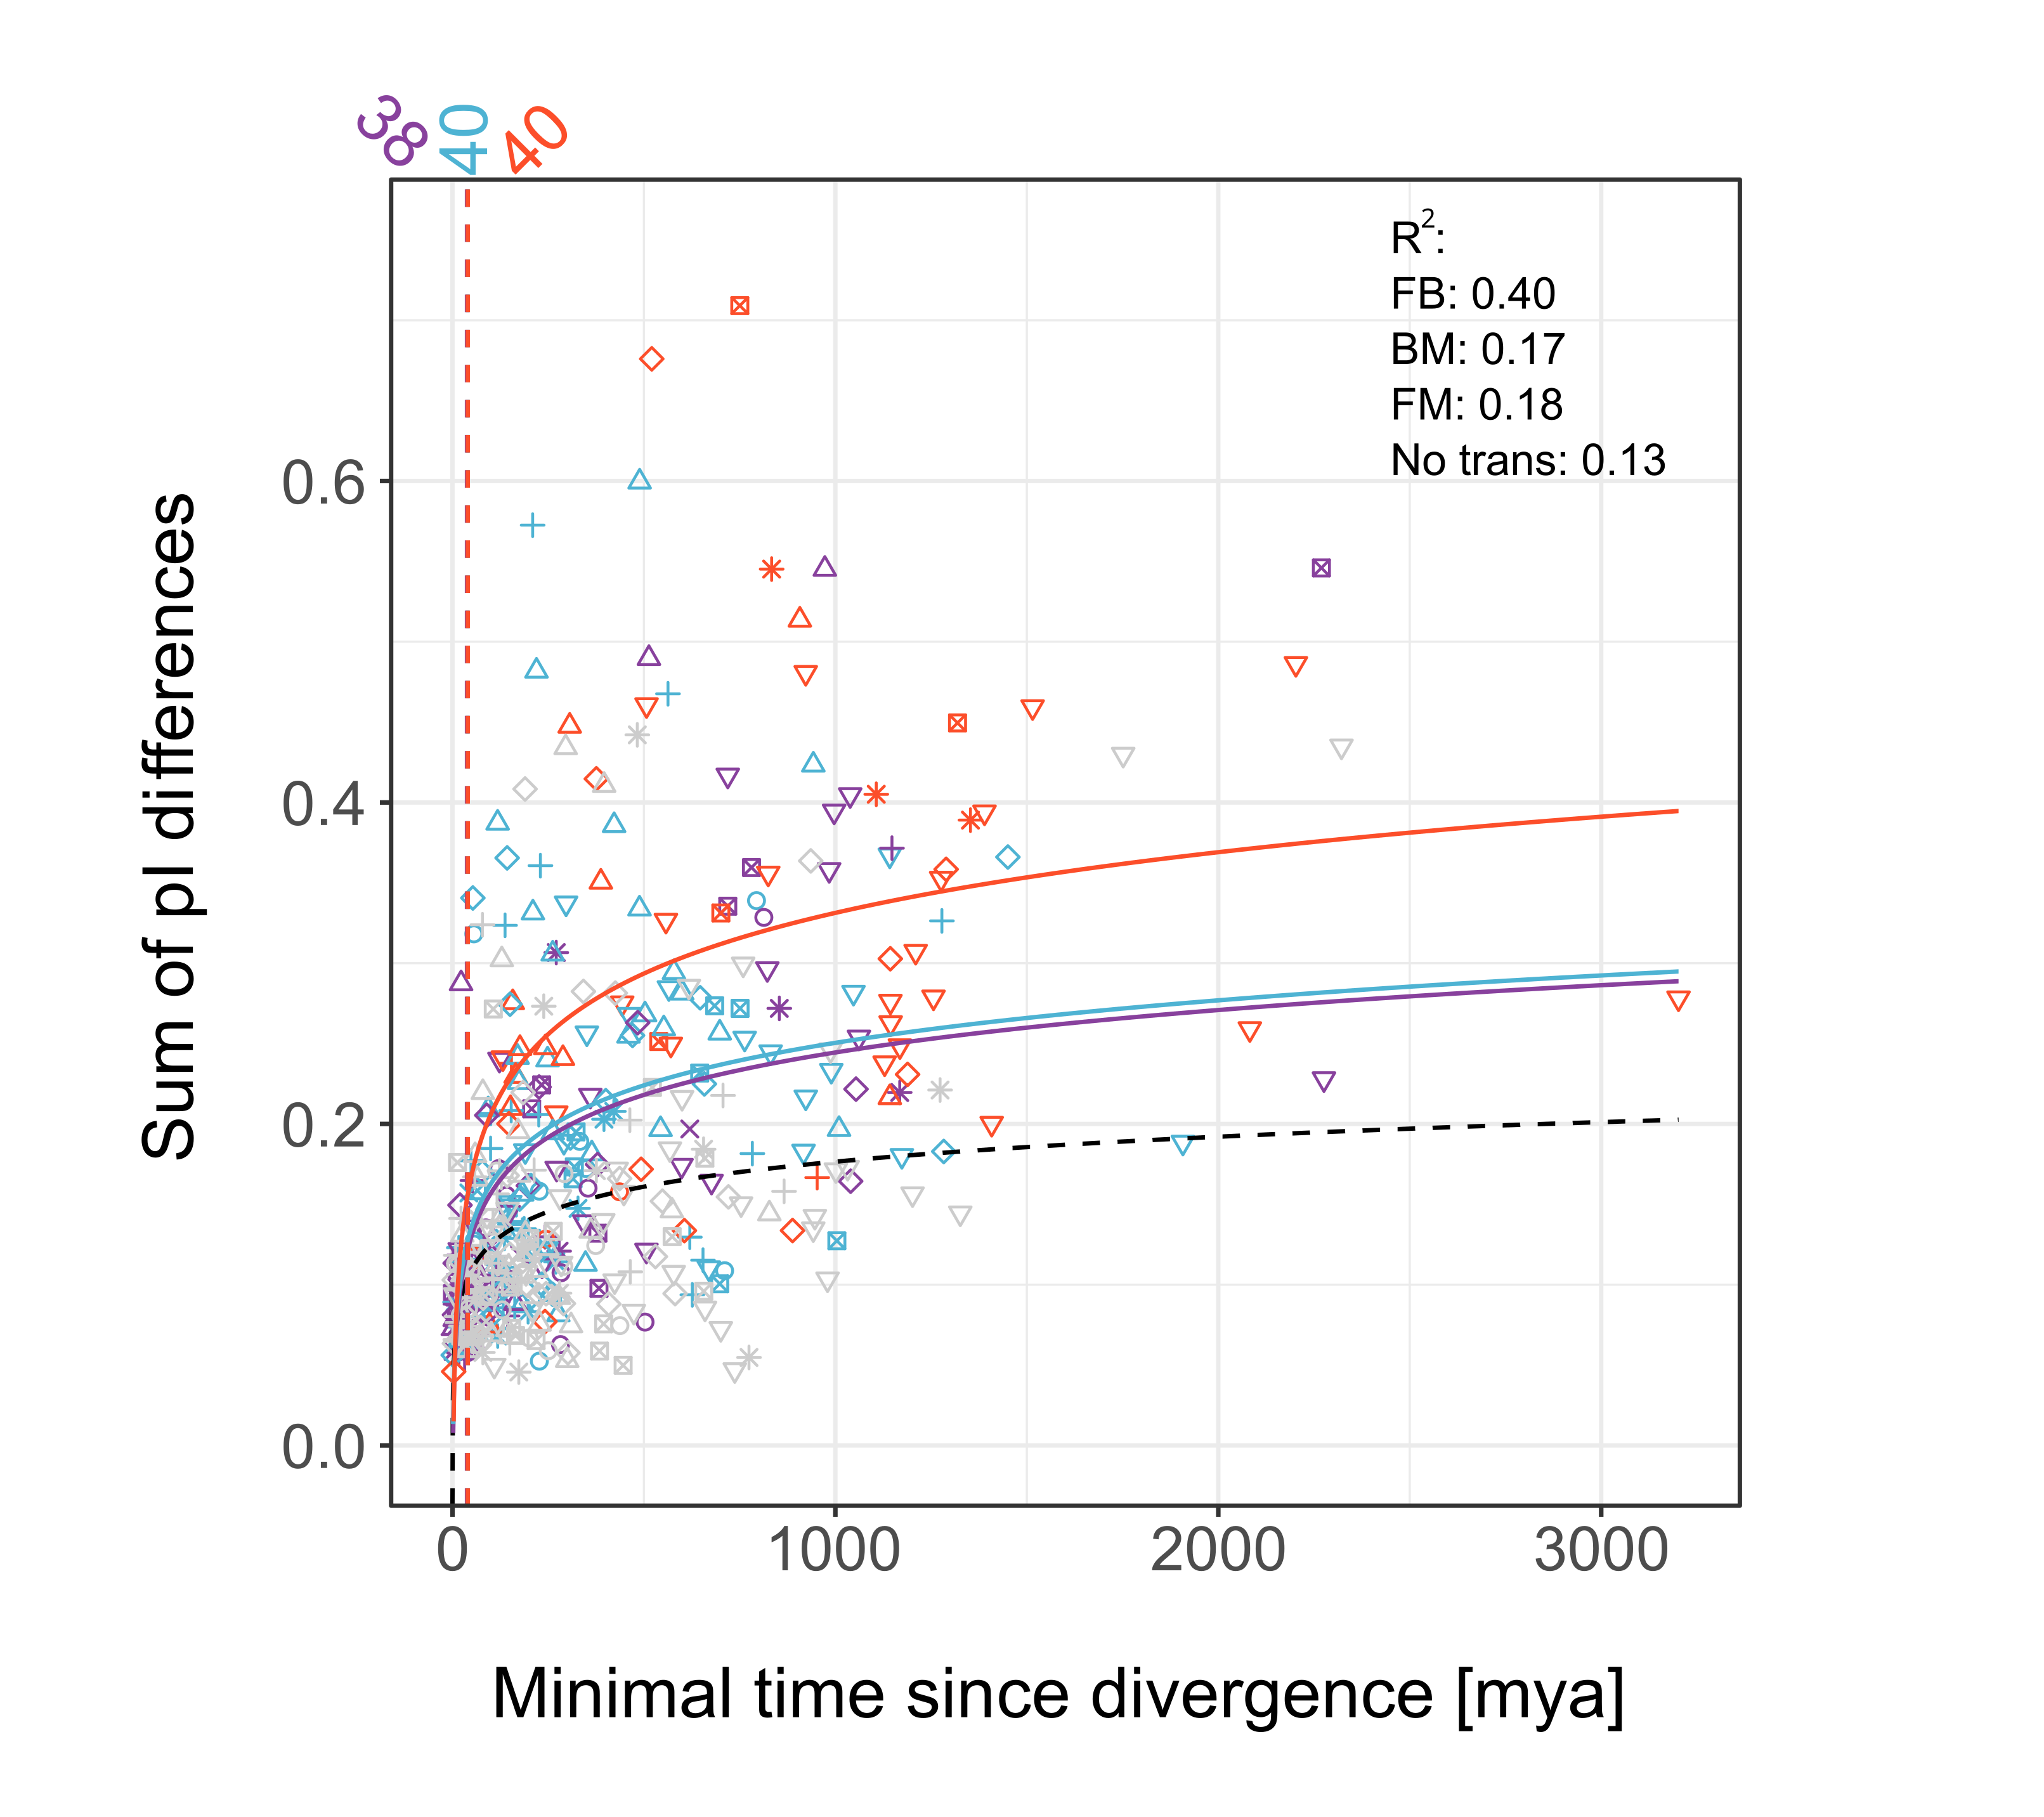 38
40
40
R²:
FB: 0.40
BM: 0.17
FM: 0.18
No trans: 0.13
Sum of pI differences
0.6
0.4
0.2
0.0
0
1000
2000
3000
Minimal time since divergence [mya]